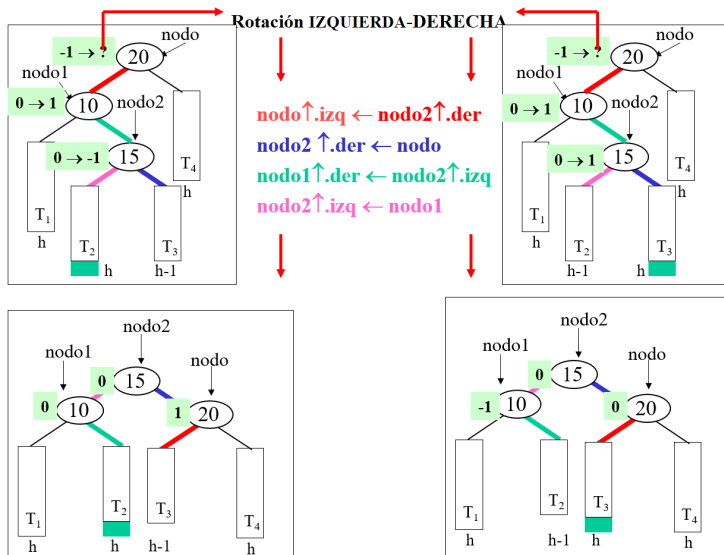 Rotación IZQUIERDA-DERECHA
-1 → ?
nodo
20
nodo1
nodo2
0 → 1
10
0 → -1
15
T1
h
T2
h
T3
h-1
T4
h
nodo↑.izq ← nodo2↑.der
nodo2 ↑.der ← nodo
nodo1↑.der ← nodo2↑.izq
nodo2↑.izq ← nodo1
-1 → ?
nodo
20
nodo1
nodo2
0 → 1
10
0 → 1
15
T1
h
T2
h-1
T3
h
T4
h
nodo2
nodo1
nodo
0
15
0
10
1
20
T1
h
T2
h
T3
h-1
T4
h
nodo2
nodo1
nodo
0
15
-1
10
0
20
T1
h
T2
h-1
T3
h
T4
h